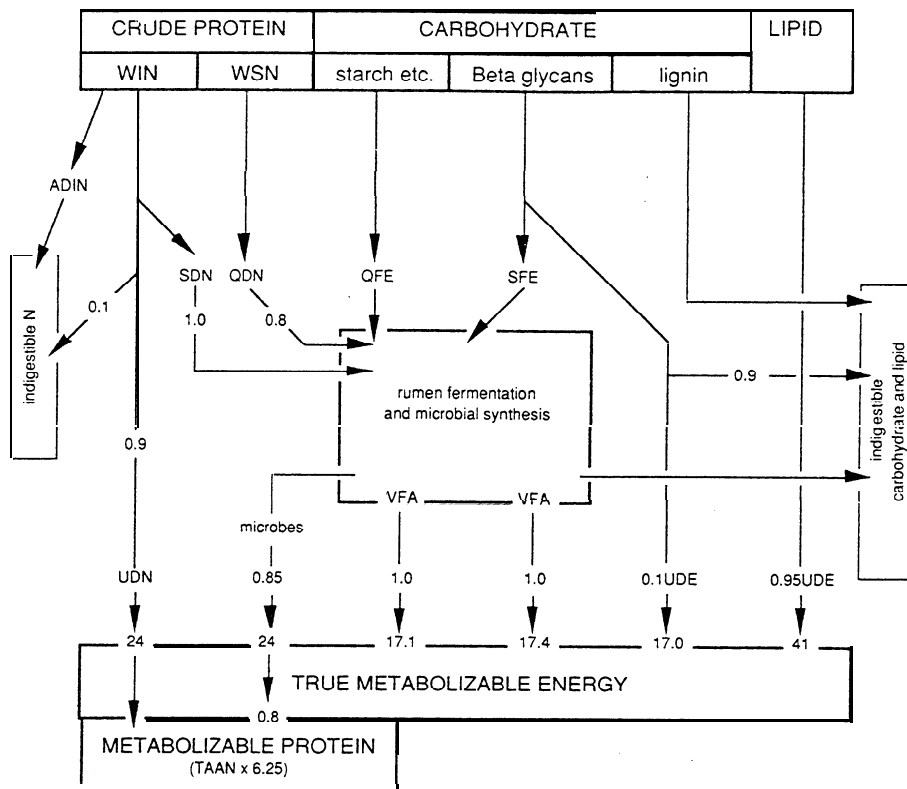 CRUDE PROTEIN CARBOHYDRATE LIPID
WIN WSN starch etc. Beta glycans lignin
ADIN
SDN QDN QFE SFE
0.1 1.0 0.8
indigestible N
rumen fermentation
and microbial synthesis
0.9
indigestible
carbohydrate and lipid
0.9
VFA VFA
microbes
UDN 0.85 1.0 1.0 0.1UDE 0.95UDE
24 24 17.1 17.4 17.0 41
TRUE METABOLIZABLE ENERGY
0.8
METABOLIZABLE PROTEIN
(TAAN x 6.25)